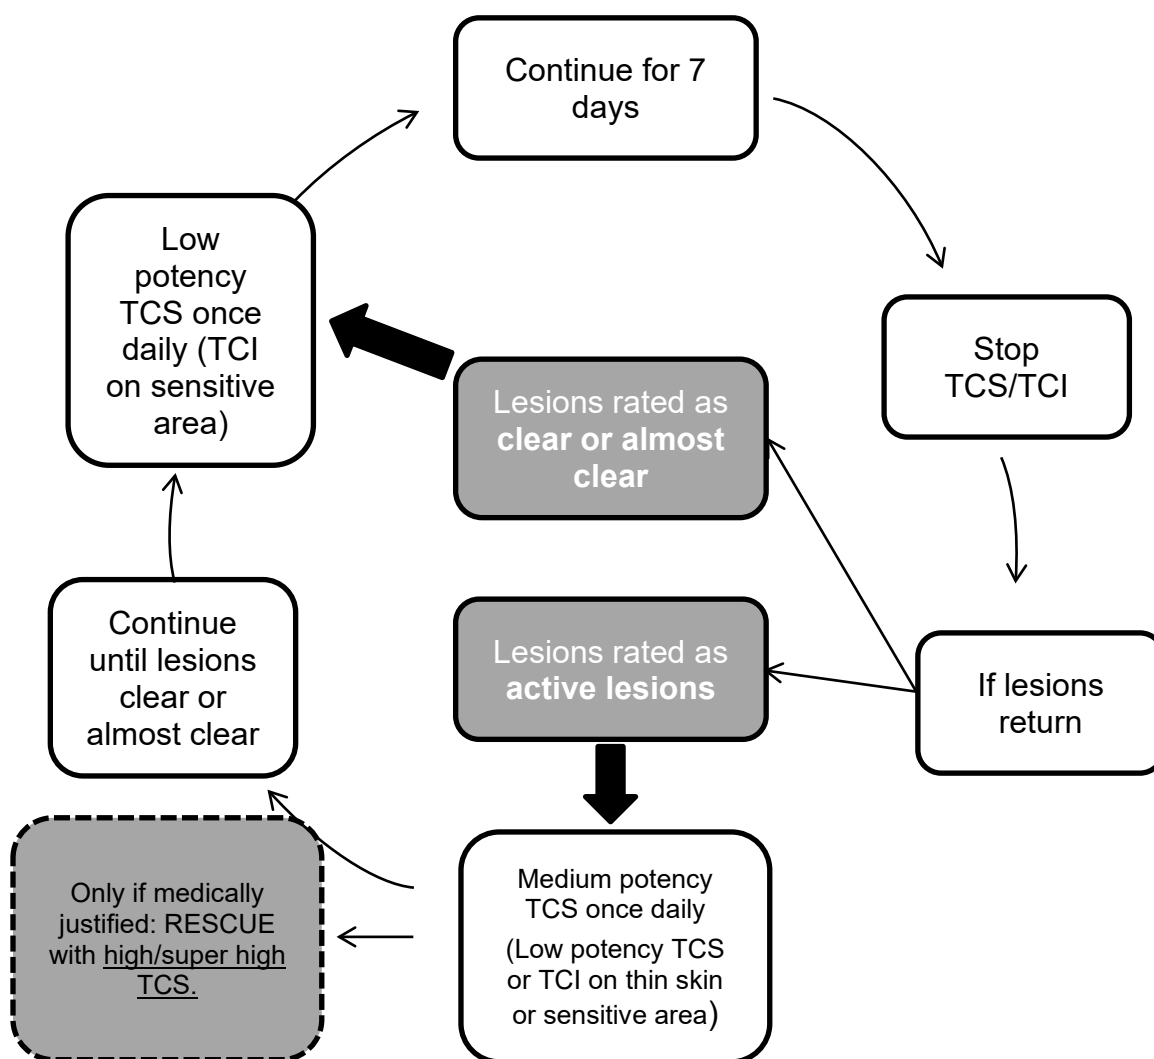 Continue for 7
days
Low
potency
TCS once
daily (TCI
on sensitive
area)
Stop
TCS/TCI
Lesions rated as
clear or almost
clear
Continue
until lesions
clear or
almost clear
Lesions rated as
active lesions
If lesions
return
Only if medically
justified: RESCUE
with high/super high
TCS.
Medium potency
TCS once daily
(Low potency TCS
or TCI on thin skin
or sensitive area)